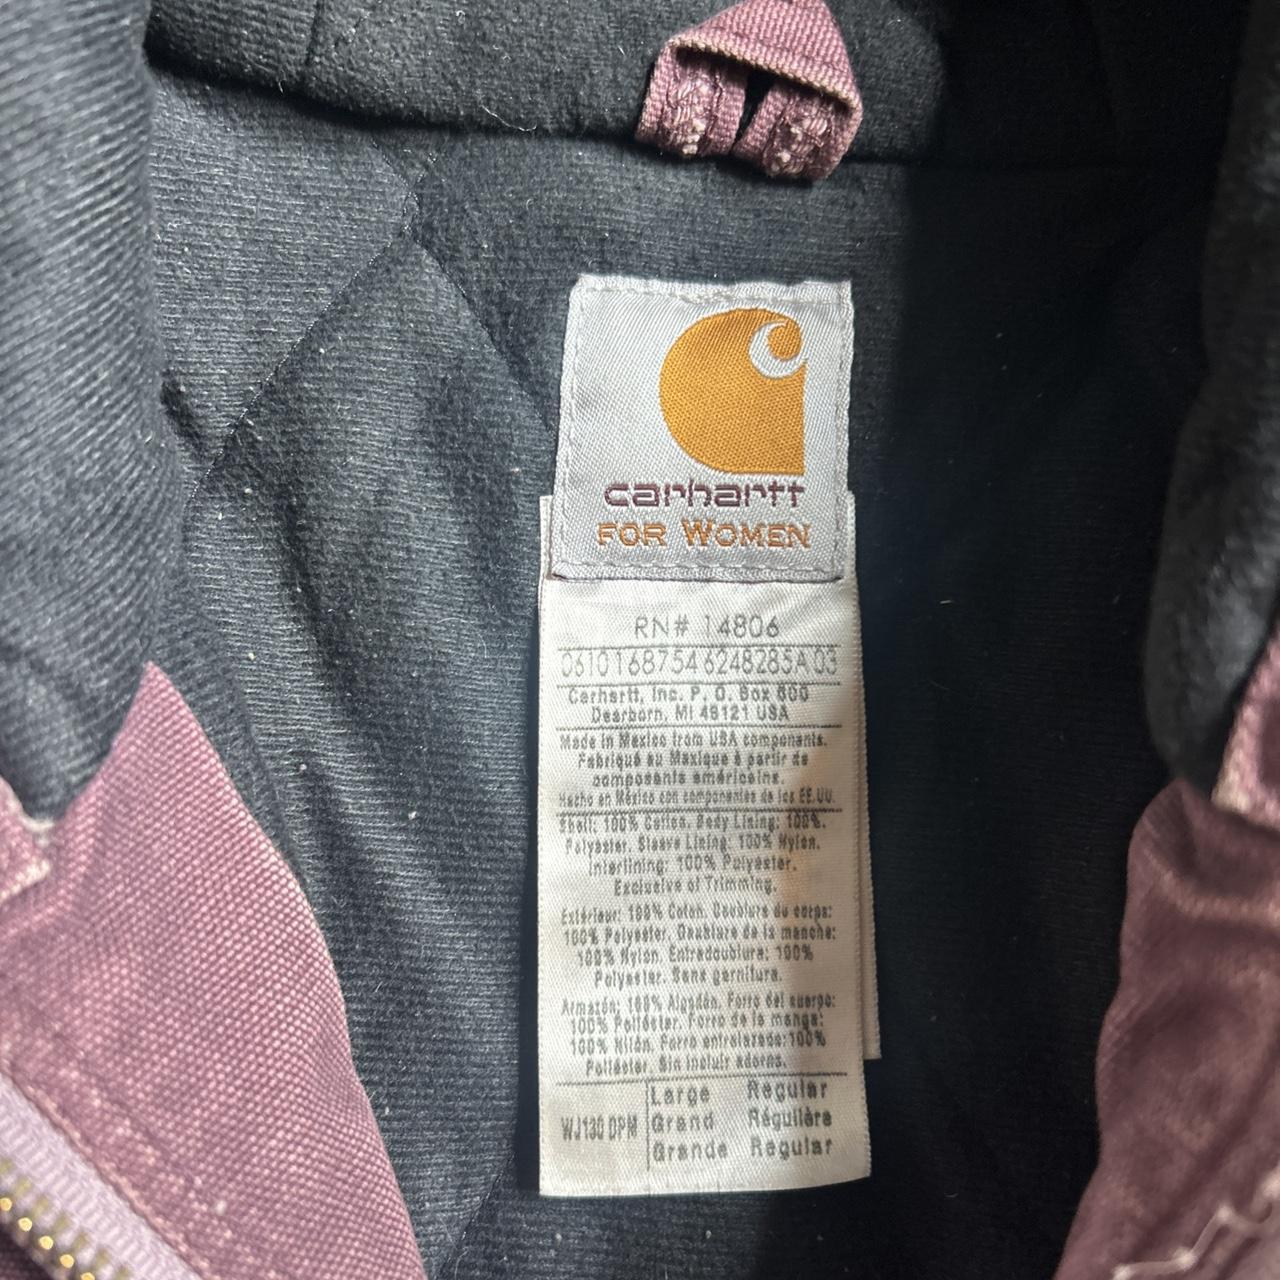 carhartt
FOR WOMEN
RN# 14806
0610168754 6248285A 03
Carhartt, Inc. P. O. Box 600
Dearborn, MI 48121 USA
Made in Mexico from USA components.
Fabriqué au Mexique à partir de
composants américains.
Hecho en México con componentes de los EE.UU.
Shell: 100% Cotton. Body Lining: 100%
Polyester. Sleeve Lining: 100% Nylon.
Interlining: 100% Polyester.
Exclusive of Trimming.
Extérieur: 100% Coton. Doublure du corps:
100% Polyester. Doublure de la manche:
100% Nylon. Entredoublure: 100%
Polyester. Sans garniture.
Armazón: 100% Algodón. Forro del cuerpo:
100% Poliéster. Forro de la manga:
100% Nilón. Forro entrelazado: 100%
Poliéster. Sin incluir adorno.
WJ130 DPM
Large Regular
Grand Régulière
Grande Regular